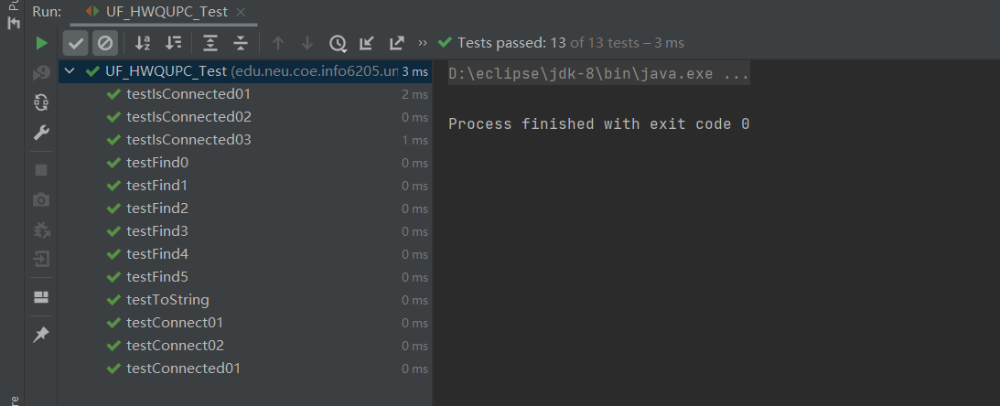 Run:
UF_HWQUPC_Test
Tests passed: 13 of 13 tests – 3 ms
UF_HWQUPC_Test (edu.neu.coe.info6205.un 3 ms
testIsConnected01 2 ms
testIsConnected02 0 ms
testIsConnected03 1 ms
testFind0 0 ms
testFind1 0 ms
testFind2 0 ms
testFind3 0 ms
testFind4 0 ms
testFind5 0 ms
testToString 0 ms
testConnect01 0 ms
testConnect02 0 ms
testConnected01 0 ms
D:\eclipse\jdk-8\bin\java.exe ...
Process finished with exit code 0